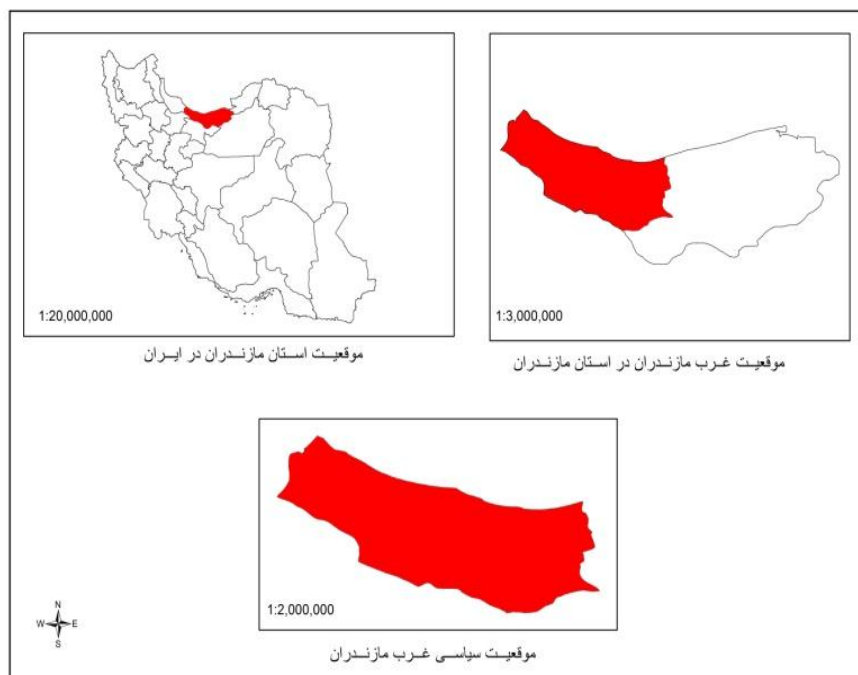 1:20,000,000
موقعیت استان مازندران در ایران
1:3,000,000
موقعیت غرب مازندران در استان مازندران
1:2,000,000
موقعیت سیاسی غرب مازندران
N
W E
S